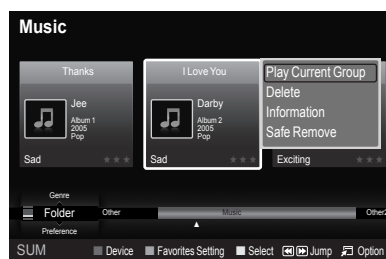 Music
Thanks
Jee
Album 1
2005
Pop
Sad
I Love You
Darby
Album 2
2005
Pop
Sad
Play Current Group
Delete
Information
Safe Remove
Exciting
Genre
Folder
Preference
Other
Music
Other2
SUM
Device
Favorites Setting
Select
Jump
Option